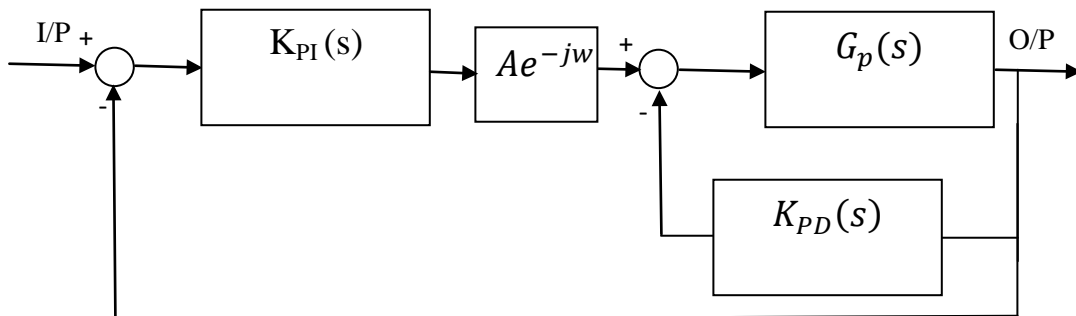 I/P + K_PI(s) Ae^{-jw} + G_p(s) O/P
-
-
K_PD(s)